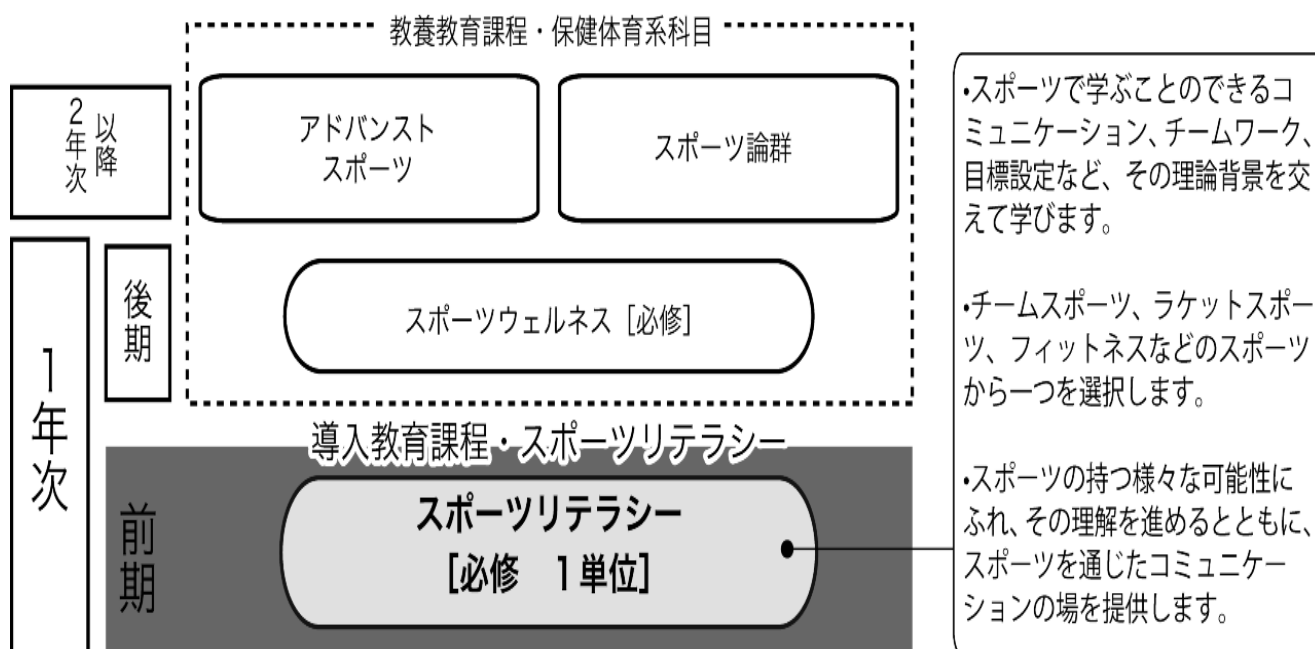 教養教育課程・保健体育系科目
2年次
以降
アドバンスト
スポーツ
スポーツ論群
1年次
後期
スポーツウェルネス［必修］
導入教育課程・スポーツリテラシー
前期
スポーツリテラシー
［必修　1単位］
•スポーツで学ぶことのできるコ
ミュニケーション、チームワーク、
目標設定など、その理論背景を交
えて学びます。
•チームスポーツ、ラケットスポー
ツ、フィットネスなどのスポーツ
から一つを選択します。
•スポーツの持つ様々な可能性に
ふれ、その理解を進めるとともに、
スポーツを通じたコミュニケー
ションの場を提供します。